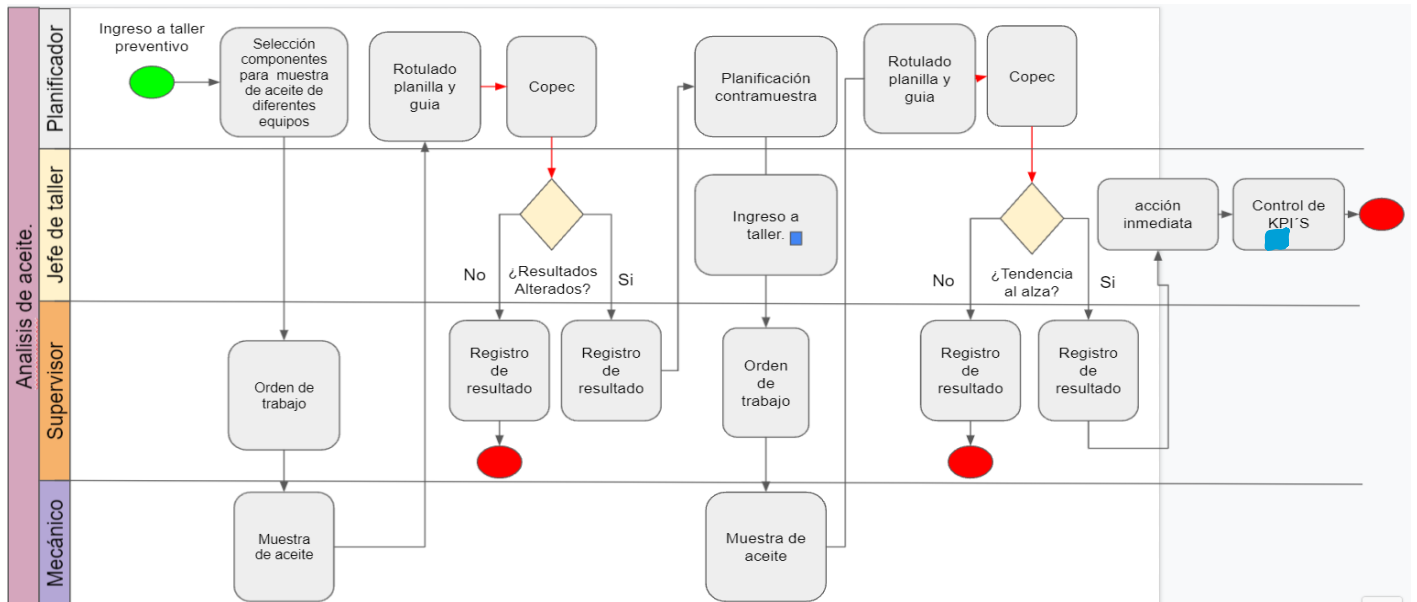 Analisis de aceite.
Planificador
Ingreso a taller
preventivo
Selección
componentes
para muestra
de aceite de
diferentes
equipos
Rotulado
planilla y
guia
Copec
Planificación
contramuestra
Rotulado
planilla y
guia
Copec
Jefe de taller
No
¿Resultados
Alterados?
Si
Ingreso a
taller.
No
¿Tendencia
al alza?
Si
acción
inmediata
Control de
KPI´S
Supervisor
Orden de
trabajo
Registro
de
resultado
Registro
de
resultado
Orden
de
trabajo
Registro
de
resultado
Registro
de
resultado
Mecánico
Muestra
de aceite
Muestra de
aceite